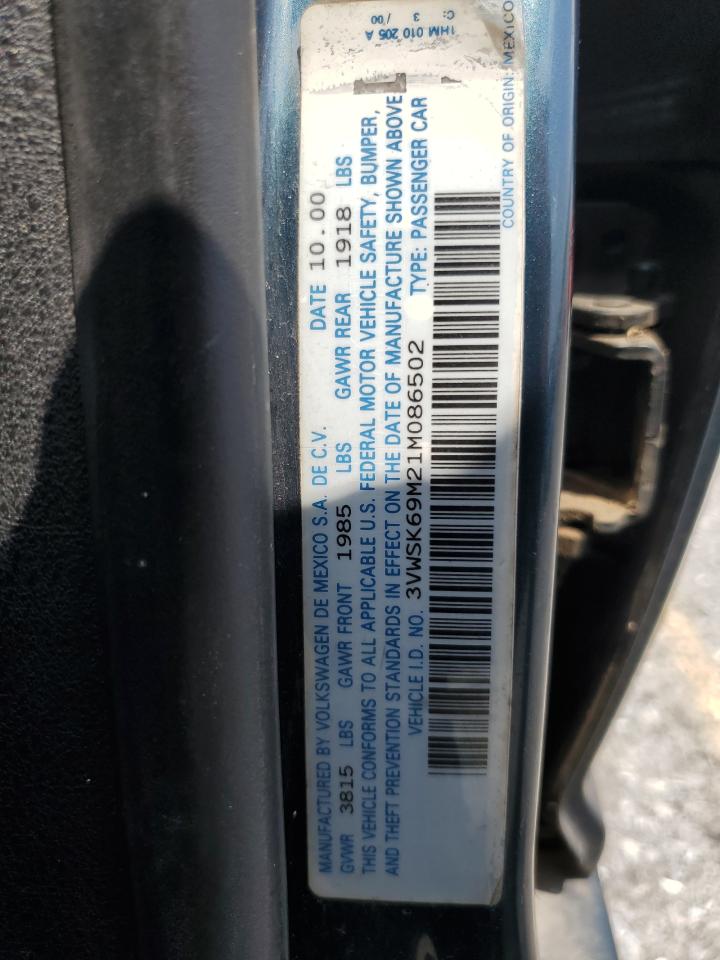 MANUFACTURED BY VOLKSWAGEN DE MEXICO S.A. DE C.V. DATE 10.00
GVWR 3815 LBS GAWR FRONT 1985 LBS GAWR REAR 1918 LBS
THIS VEHICLE CONFORMS TO ALL APPLICABLE U.S. FEDERAL MOTOR VEHICLE SAFETY, BUMPER,
AND THEFT PREVENTION STANDARDS IN EFFECT ON THE DATE OF MANUFACTURE SHOWN ABOVE
VEHICLE I.D. NO. 3VWSK69M21M086502 TYPE: PASSENGER CAR
COUNTRY OF ORIGIN: MEXICO
1HM 010 205 A
C. 3 /00